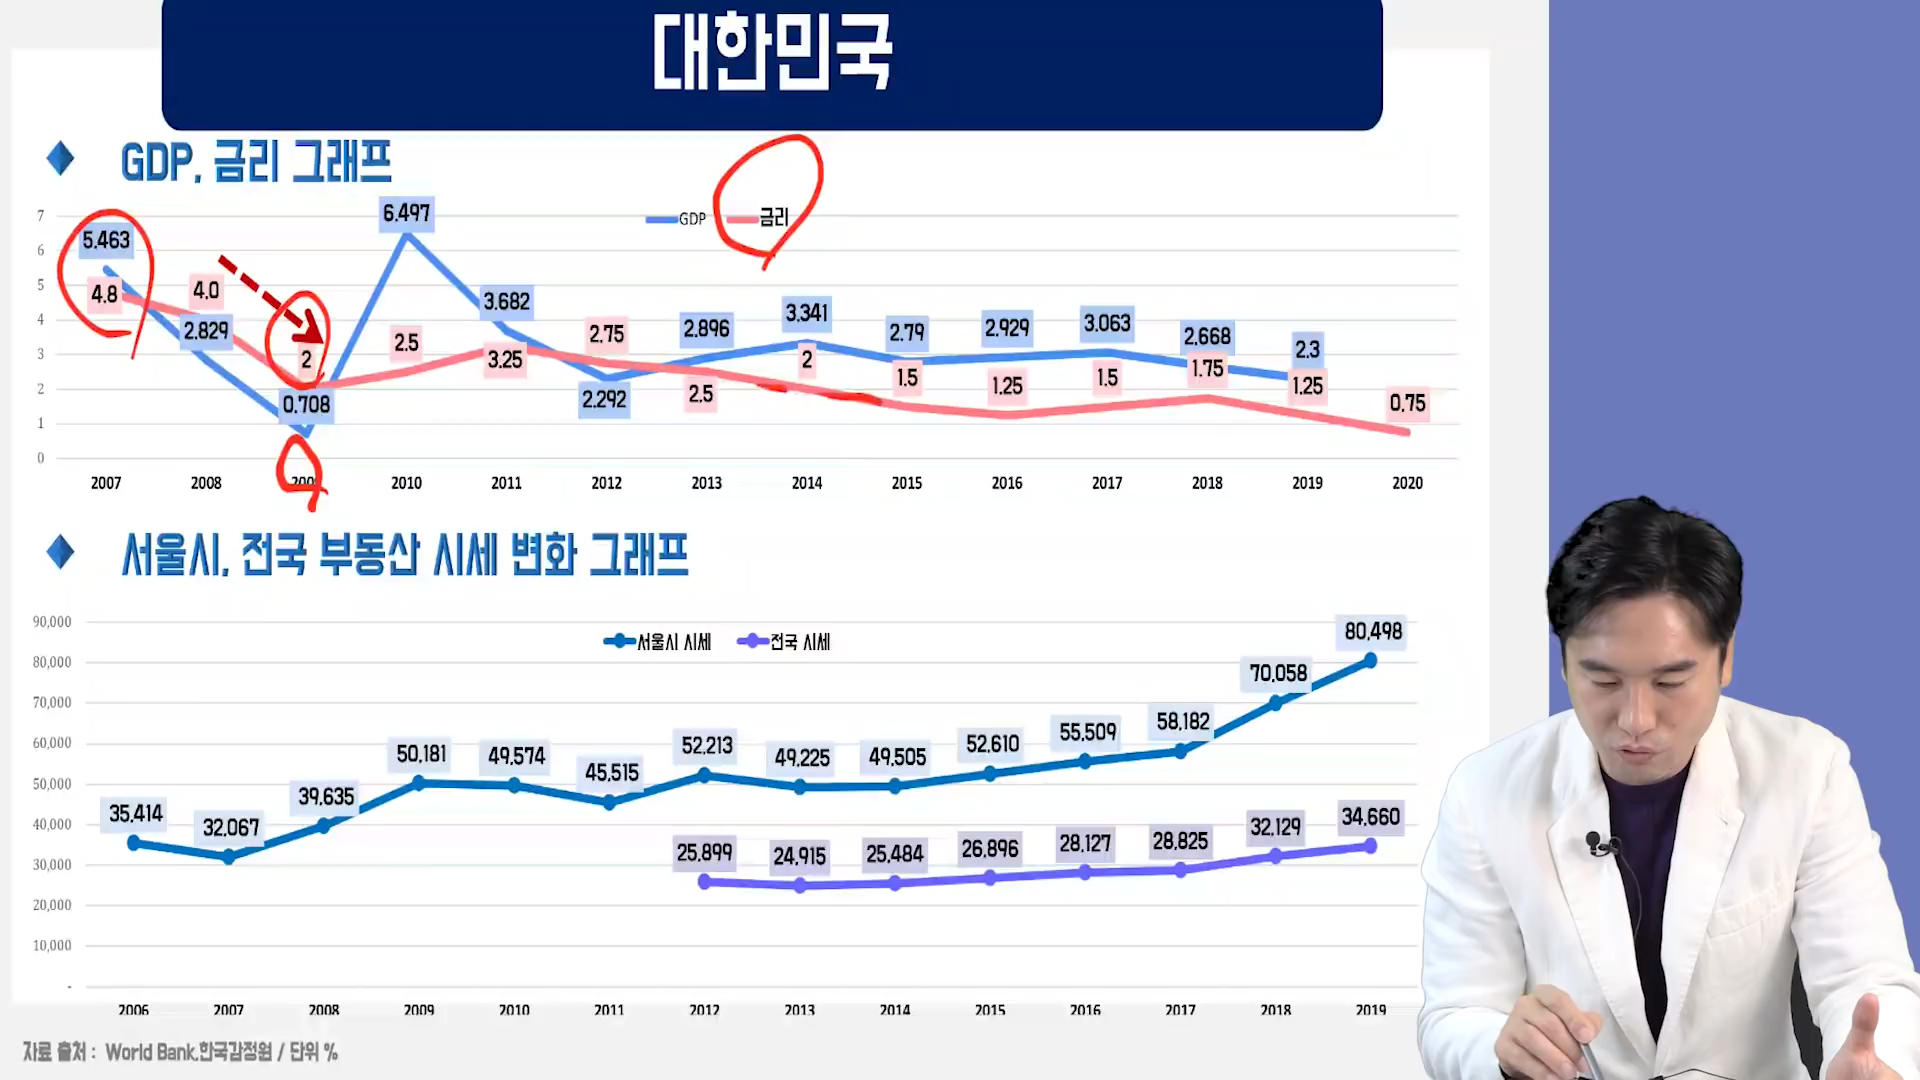 대한민국
GDP, 금리 그래프
GDP 금리
7
6
5
4
3
2
1
0
5.463 2.829 0.708 6.497 3.682 2.292 2.896 3.341 2.79 2.929 3.063 2.668 2.3
4.8 4.0 2 2.5 3.25 2.75 2.5 2 1.5 1.25 1.5 1.75 1.25 0.75
2007 2008 2009 2010 2011 2012 2013 2014 2015 2016 2017 2018 2019 2020
서울시, 전국 부동산 시세 변화 그래프
서울시 시세 전국 시세
90,000
80,000
70,000
60,000
50,000
40,000
30,000
20,000
10,000
-
35,414 32,067 39,635 50,181 49,574 45,515 52,213 49,225 49,505 52,610 55,509 58,182 70,058 80,498
25,899 24,915 25,484 26,896 28,127 28,825 32,129 34,660
2006 2007 2008 2009 2010 2011 2012 2013 2014 2015 2016 2017 2018 2019
자료 출처 : World Bank,한국감정원 / 단위 %